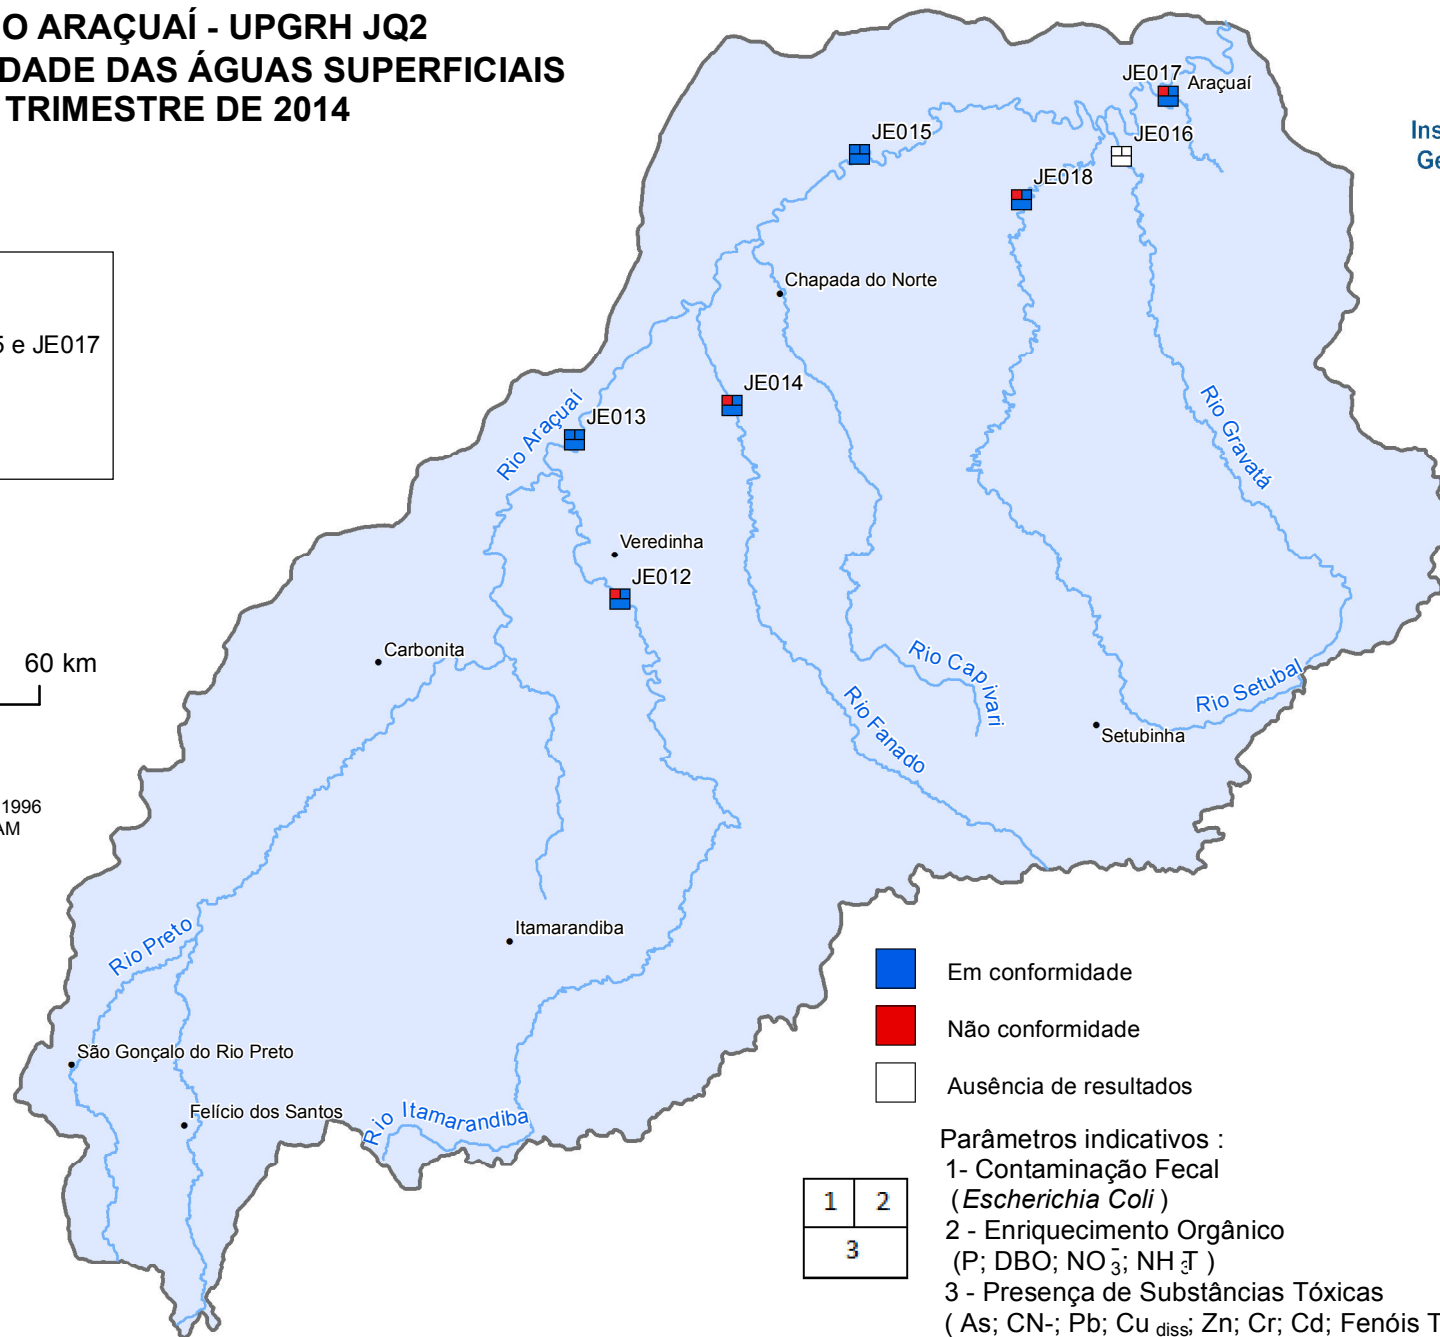 O ARAÇUAÍ - UPGRH JQ2
DADE DAS ÁGUAS SUPERFICIAIS
TRIMESTRE DE 2014
JE017
Araçuaí
Ins
Ge
JE015
JE016
JE018
Chapada do Norte
5 e JE017
JE014
JE013
Rio Araçuaí
Rio Gravatá
Veredinha
JE012
Carbonita
60 km
Rio Capivari
Rio Setubal
Rio Fanado
Setubinha
1996
AM
Rio Preto
Itamarandiba
São Gonçalo do Rio Preto
Felício dos Santos
Rio Itamarandiba
Em conformidade
Não conformidade
Ausência de resultados
Parâmetros indicativos :
1- Contaminação Fecal
(Escherichia Coli )
2 - Enriquecimento Orgânico
(P; DBO; NO3-; NH3T )
3 - Presença de Substâncias Tóxicas
( As; CN-; Pb; Cu diss; Zn; Cr; Cd; Fenóis T
1 2
3